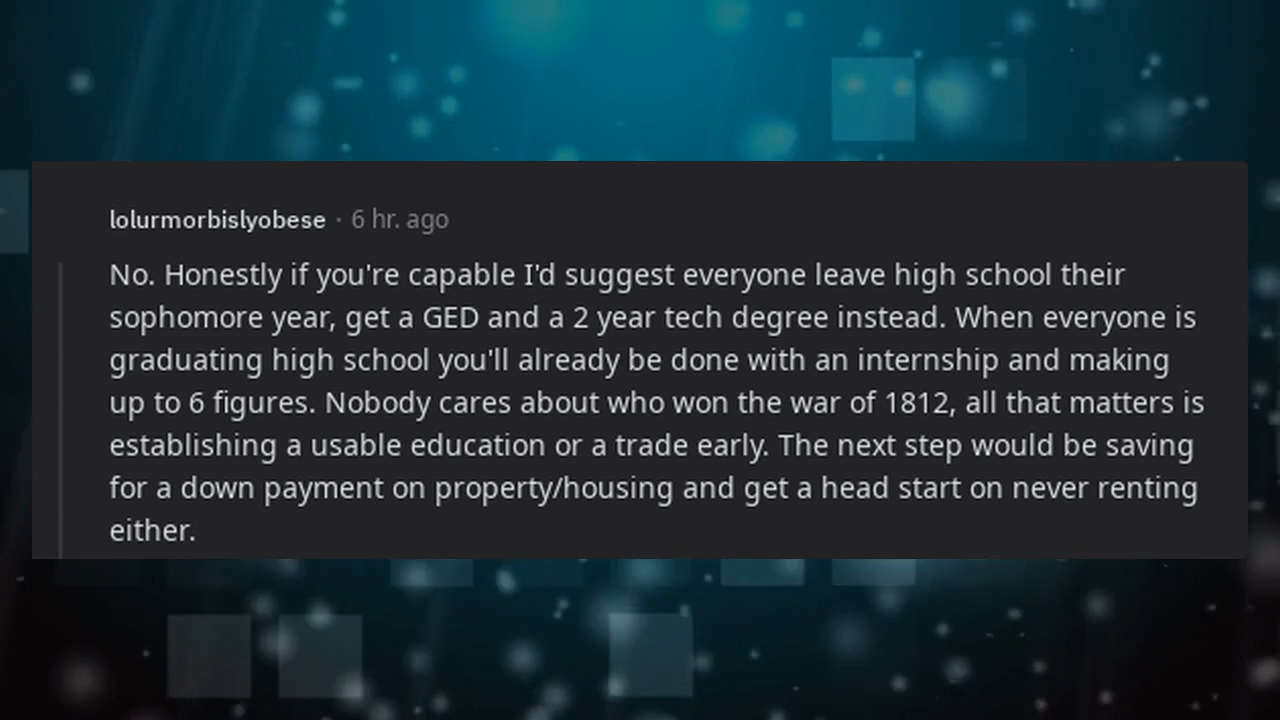 lolurmorbislyobese · 6 hr. ago
No. Honestly if you're capable I'd suggest everyone leave high school their
sophomore year, get a GED and a 2 year tech degree instead. When everyone is
graduating high school you'll already be done with an internship and making
up to 6 figures. Nobody cares about who won the war of 1812, all that matters is
establishing a usable education or a trade early. The next step would be saving
for a down payment on property/housing and get a head start on never renting
either.